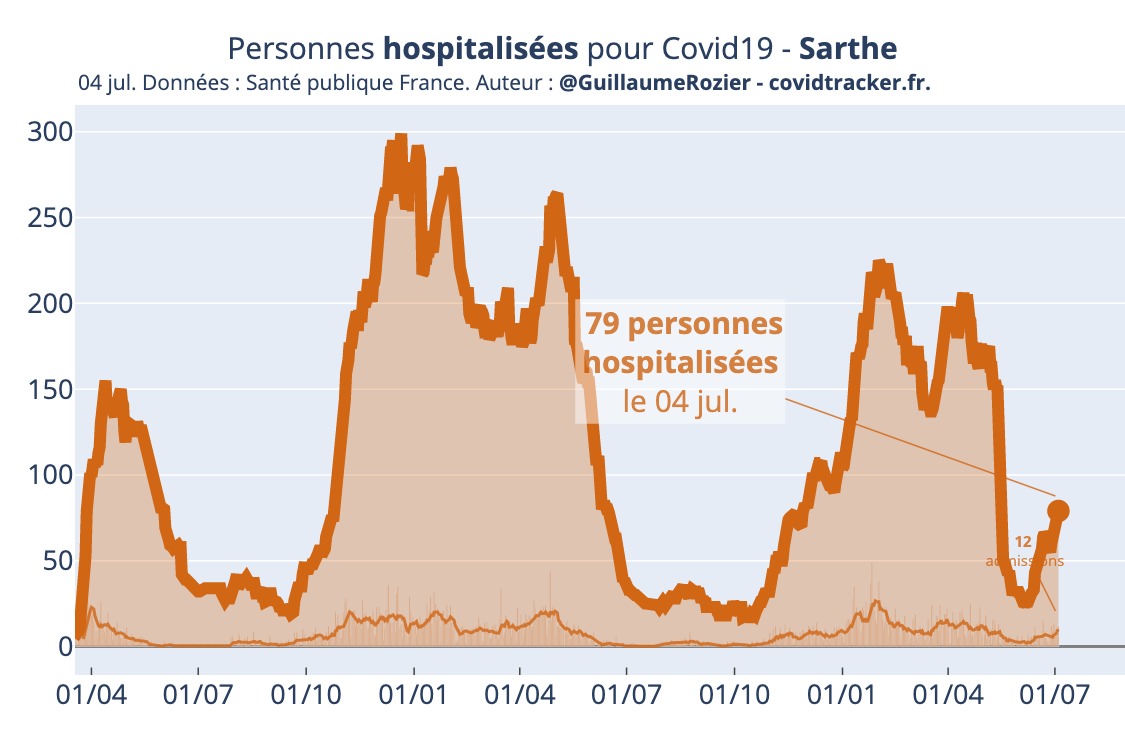 Personnes hospitalisées pour Covid19 - Sarthe
04 jul. Données : Santé publique France. Auteur : @GuillaumeRozier - covidtracker.fr.
300
250
200
150
100
50
0
79 personnes
hospitalisées
le 04 jul.
12
admissions
01/04 01/07 01/10 01/01 01/04 01/07 01/10 01/01 01/04 01/07